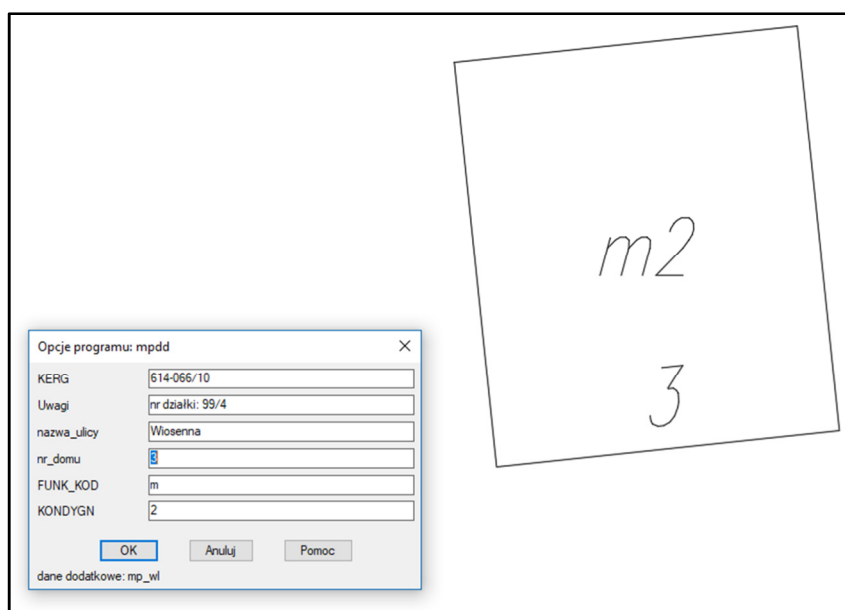 m2
3
Opcje programu: mpdd
KERG 614-066/10
Uwagi nr działki: 99/4
nazwa_ulicy Wiosenna
nr_domu 3
FUNK_KOD m
KONDYGN 2
OK Anuluj Pomoc
dane dodatkowe: mp_wl